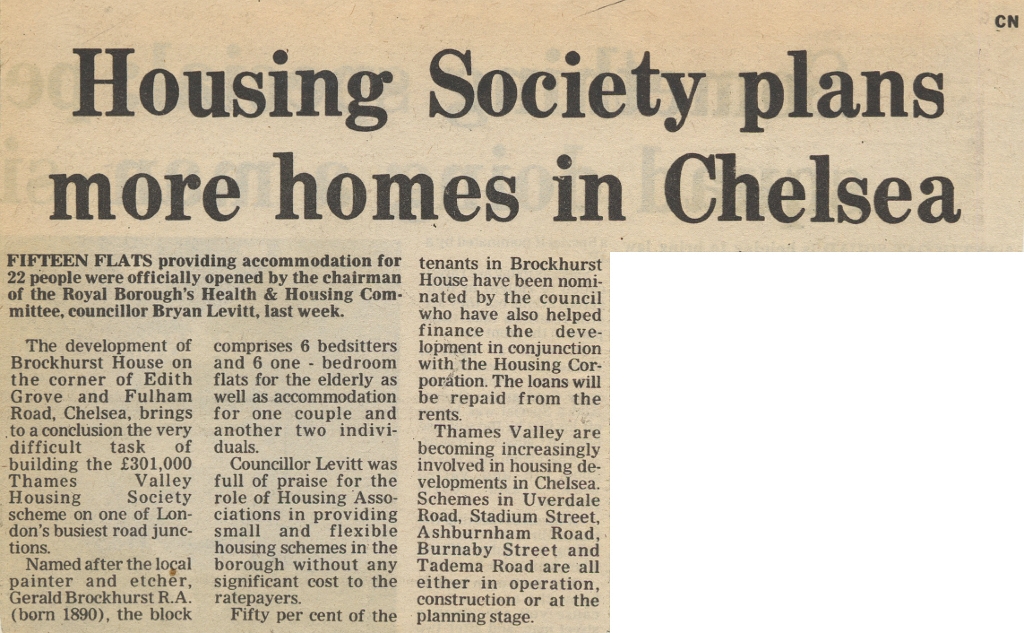 CN
Housing Society plans
more homes in Chelsea
FIFTEEN FLATS providing accommodation for
22 people were officially opened by the chairman
of the Royal Borough's Health & Housing Com-
mittee, councillor Bryan Levitt, last week.
The development of
Brockhurst House on
the corner of Edith
Grove and Fulham
Road, Chelsea, brings
to a conclusion the very
difficult task of
building the £301,000
Thames Valley
Housing Society
scheme on one of Lon-
don's busiest road junc-
tions.
Named after the local
painter and etcher,
Gerald Brockhurst R.A.
(born 1890), the block
comprises 6 bedsitters
and 6 one - bedroom
flats for the elderly as
well as accommodation
for one couple and
another two indivi-
duals.
Councillor Levitt was
full of praise for the
role of Housing Asso-
ciations in providing
small and flexible
housing schemes in the
borough without any
significant cost to the
ratepayers.
Fifty per cent of the
tenants in Brockhurst
House have been nomi-
nated by the council
who have also helped
finance the deve-
lopment in conjunction
with the Housing Cor-
poration. The loans will
be repaid from the
rents.
Thames Valley are
becoming increasingly
involved in housing de-
velopments in Chelsea.
Schemes in Uverdale
Road, Stadium Street,
Ashburnham Road,
Burnaby Street and
Tadema Road are all
either in operation,
construction or at the
planning stage.